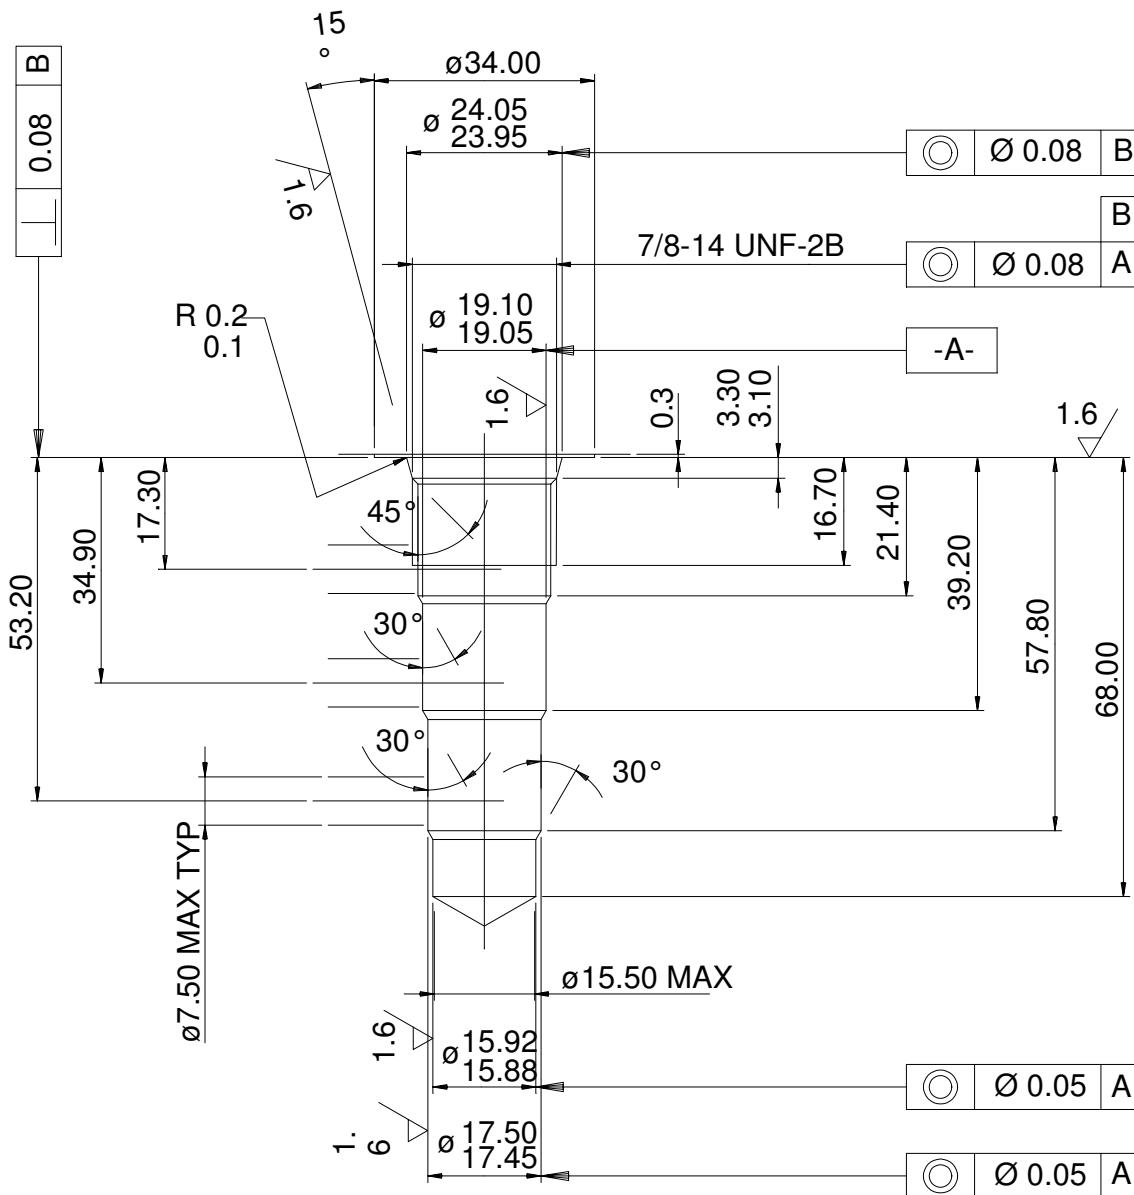 15
°
ø34.00
B
0.08
ø 24.05
23.95
Ø 0.08 B
1.6
B
7/8-14 UNF-2B
Ø 0.08 A
R 0.2
0.1
ø 19.10
19.05
-A-
1.6
0.3
3.30
3.10
1.6
17.30
34.90
53.20
45°
16.70
21.40
39.20
57.80
68.00
30°
30°
30°
ø7.50 MAX TYP
ø15.50 MAX
1.6
ø 15.92
15.88
Ø 0.05 A
1.
6
ø 17.50
17.45
Ø 0.05 A